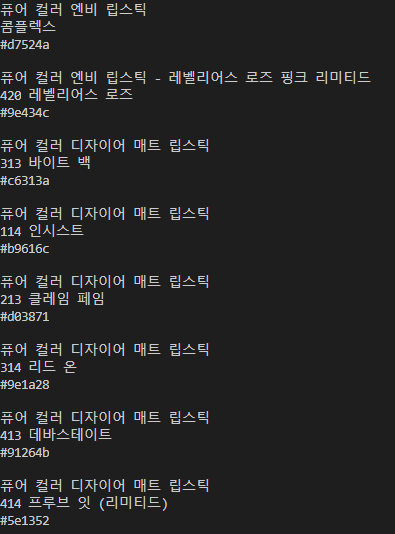 퓨어 컬러 엔비 립스틱
콤플렉스
#d7524a
퓨어 컬러 엔비 립스틱 - 레벨리어스 로즈 핑크 리미티드
420 레벨리어스 로즈
#9e434c
퓨어 컬러 디자이어 매트 립스틱
313 바이트 백
#c6313a
퓨어 컬러 디자이어 매트 립스틱
114 인시스트
#b9616c
퓨어 컬러 디자이어 매트 립스틱
213 클레임 페임
#d03871
퓨어 컬러 디자이어 매트 립스틱
314 리드 온
#9e1a28
퓨어 컬러 디자이어 매트 립스틱
413 데바스테이트
#91264b
퓨어 컬러 디자이어 매트 립스틱
414 프루브 잇 (리미티드)
#5e1352